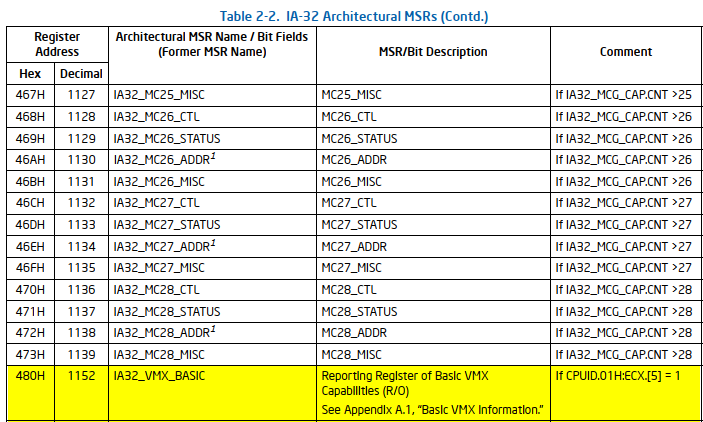 Table 2-2. IA-32 Architectural MSRs (Contd.)
Register Address Architectural MSR Name / Bit Fields (Former MSR Name) MSR/Bit Description Comment
Hex Decimal
467H 1127 IA32_MC25_MISC MC25_MISC If IA32_MCG_CAP.CNT >25
468H 1128 IA32_MC26_CTL MC26_CTL If IA32_MCG_CAP.CNT >26
469H 1129 IA32_MC26_STATUS MC26_STATUS If IA32_MCG_CAP.CNT >26
46AH 1130 IA32_MC26_ADDR1 MC26_ADDR If IA32_MCG_CAP.CNT >26
46BH 1131 IA32_MC26_MISC MC26_MISC If IA32_MCG_CAP.CNT >26
46CH 1132 IA32_MC27_CTL MC27_CTL If IA32_MCG_CAP.CNT >27
46DH 1133 IA32_MC27_STATUS MC27_STATUS If IA32_MCG_CAP.CNT >27
46EH 1134 IA32_MC27_ADDR1 MC27_ADDR If IA32_MCG_CAP.CNT >27
46FH 1135 IA32_MC27_MISC MC27_MISC If IA32_MCG_CAP.CNT >27
470H 1136 IA32_MC28_CTL MC28_CTL If IA32_MCG_CAP.CNT >28
471H 1137 IA32_MC28_STATUS MC28_STATUS If IA32_MCG_CAP.CNT >28
472H 1138 IA32_MC28_ADDR1 MC28_ADDR If IA32_MCG_CAP.CNT >28
473H 1139 IA32_MC28_MISC MC28_MISC If IA32_MCG_CAP.CNT >28
480H 1152 IA32_VMX_BASIC Reporting Register of Basic VMX If CPUID.01H:ECX.[5] = 1
Capabilities (R/O)
See Appendix A.1, “Basic VMX Information.”